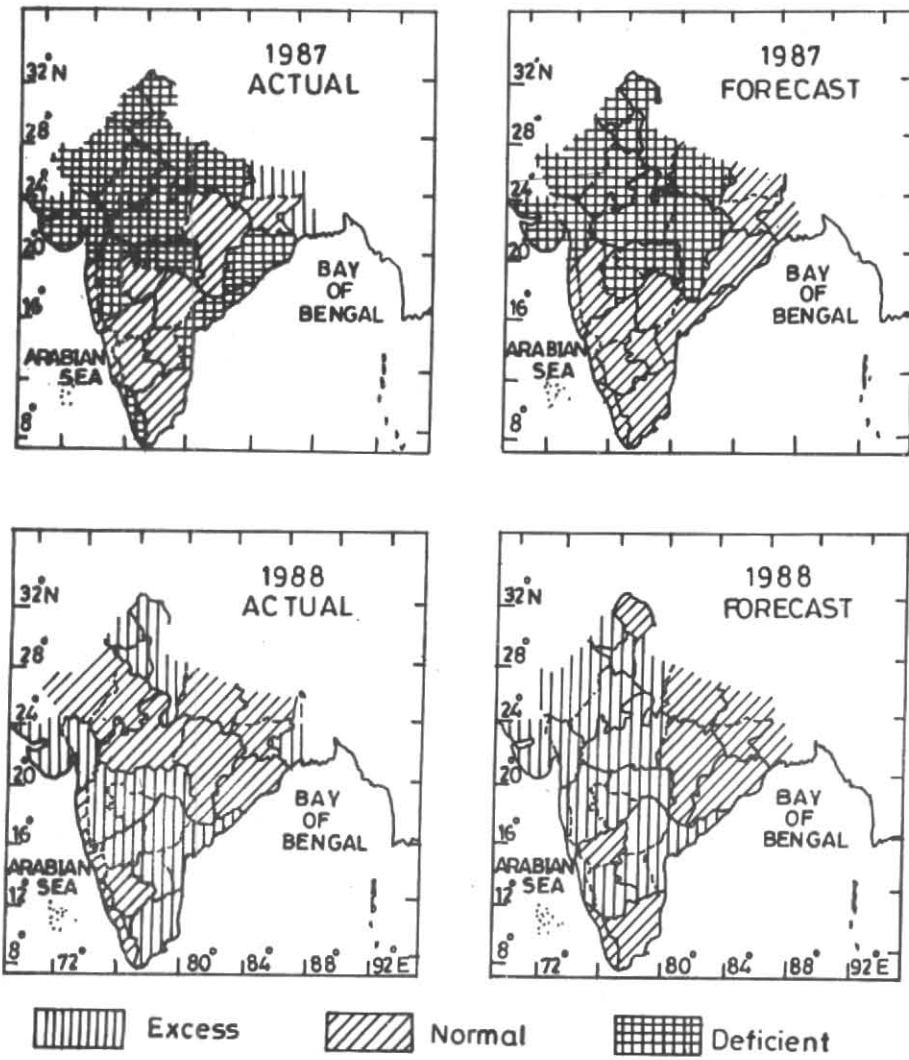 1987
ACTUAL
32°N
28°
24°
20°
16°
8°
BAY
OF
BENGAL
ARABIAN
SEA
1987
FORECAST
32°N
28°
24°
20°
16°
8°
BAY
OF
BENGAL
ARABIAN
SEA
1988
ACTUAL
32°N
28°
24°
20°
16°
12°
8°
72°
80°
84°
88°
92°E
BAY
OF
BENGAL
ARABIAN
SEA
1988
FORECAST
32°N
28°
24°
20°
16°
12°
8°
72°
80°
84°
88°
92°E
BAY
OF
BENGAL
ARABIAN
SEA
Excess
Normal
Deficient